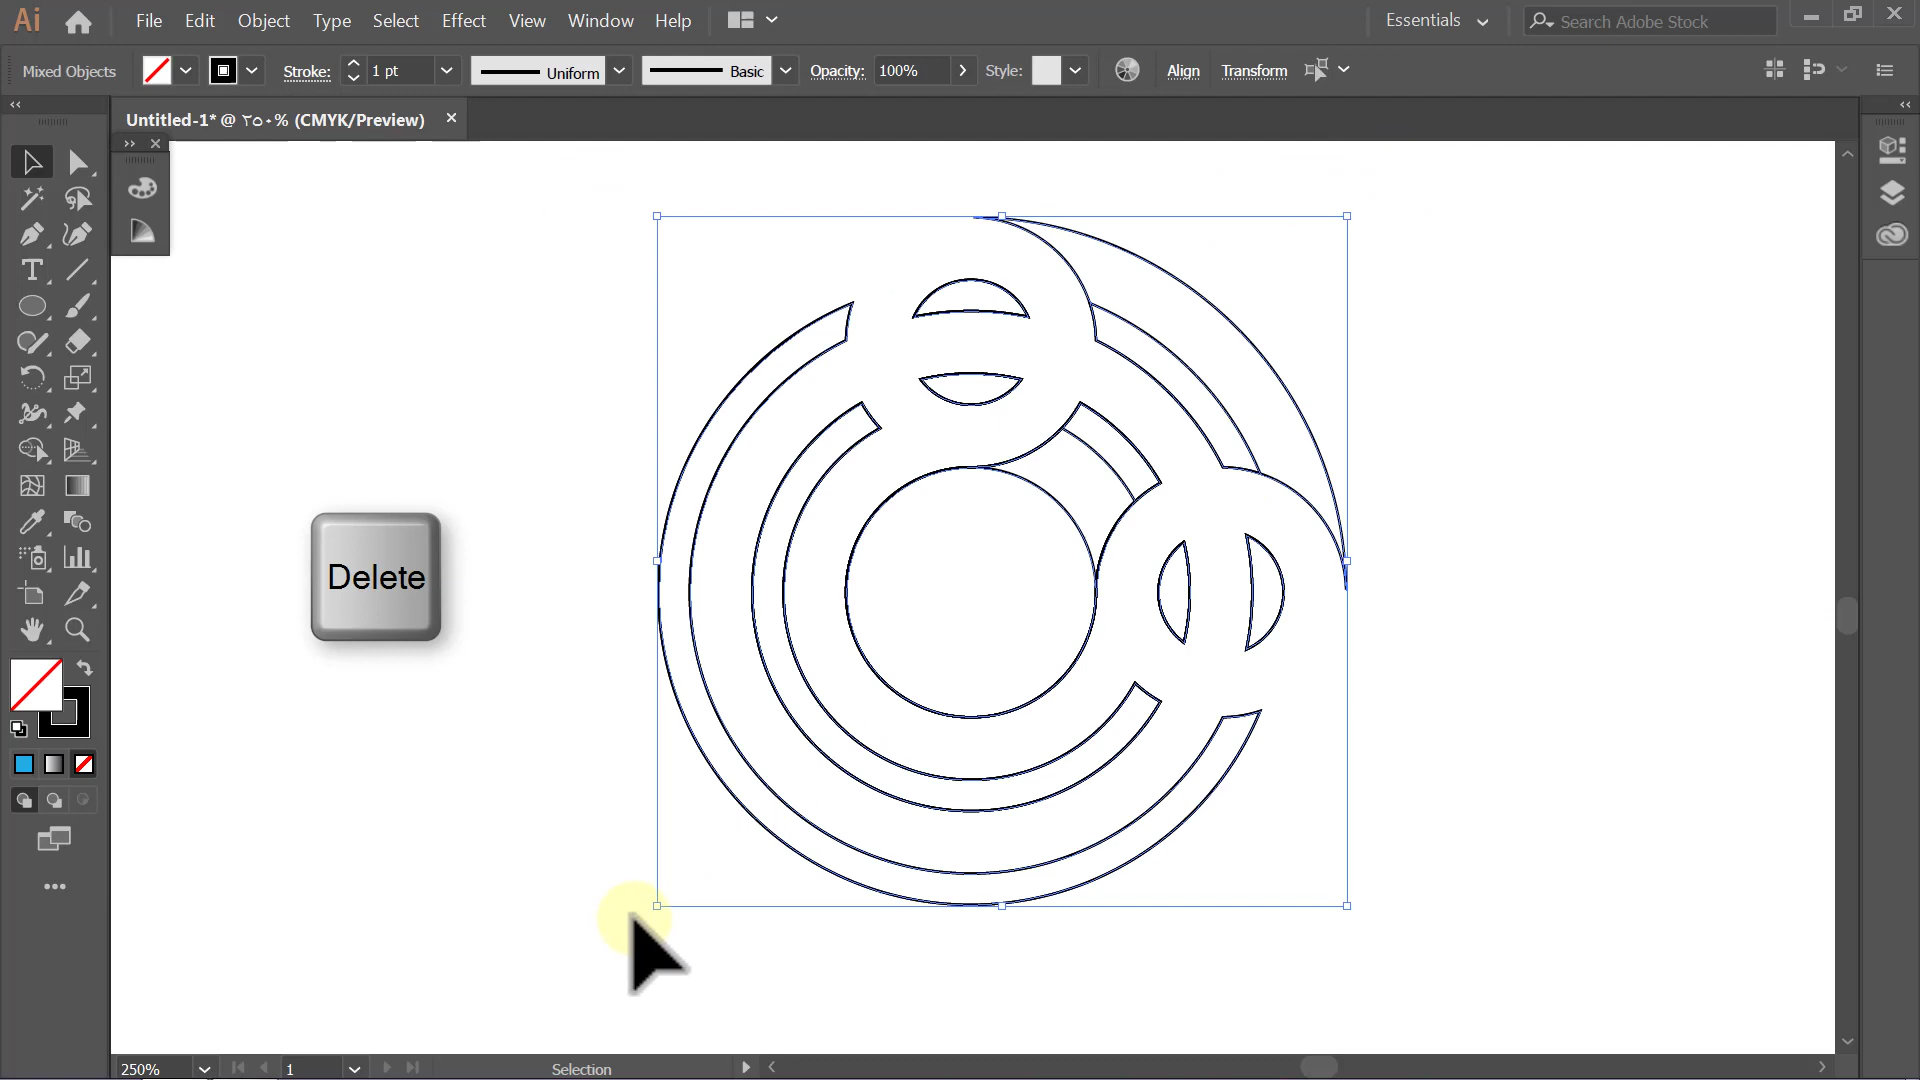 Ai File Edit Object Type Select Effect View Window Help Essentials Search Adobe Stock
Mixed Objects Stroke: 1 pt Uniform Basic Opacity: 100% Style: Align Transform
Untitled-1* @ ٢٥٠% (CMYK/Preview)
Delete
250% 1 Selection